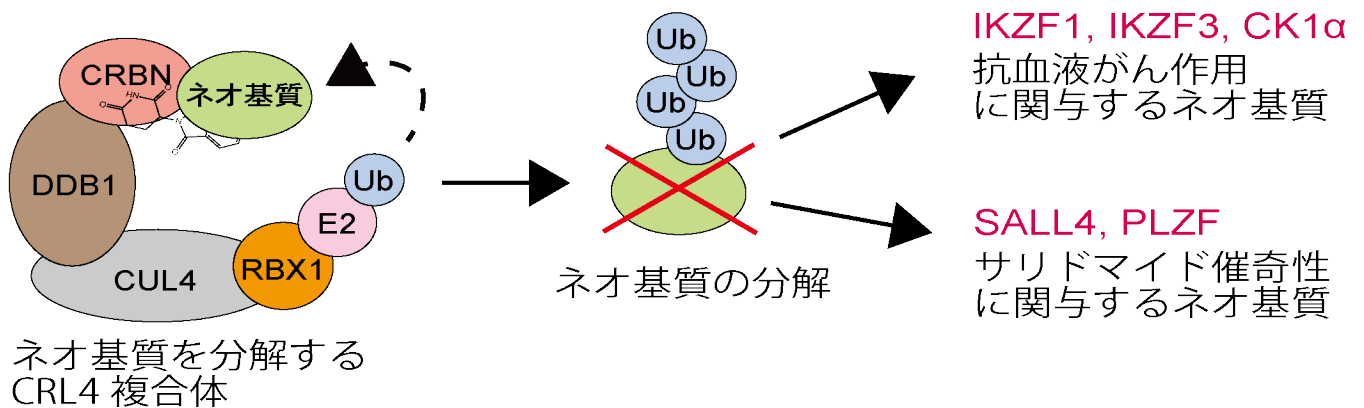 CRBN
ネオ基質
HN
O
O
N
O
DDB1
Ub
E2
RBX1
CUL4
ネオ基質を分解する
CRL4 複合体
Ub
Ub
Ub
Ub
ネオ基質の分解
IKZF1, IKZF3, CK1α
抗血液がん作用
に関与するネオ基質
SALL4, PLZF
サリドマイド催奇性
に関与するネオ基質